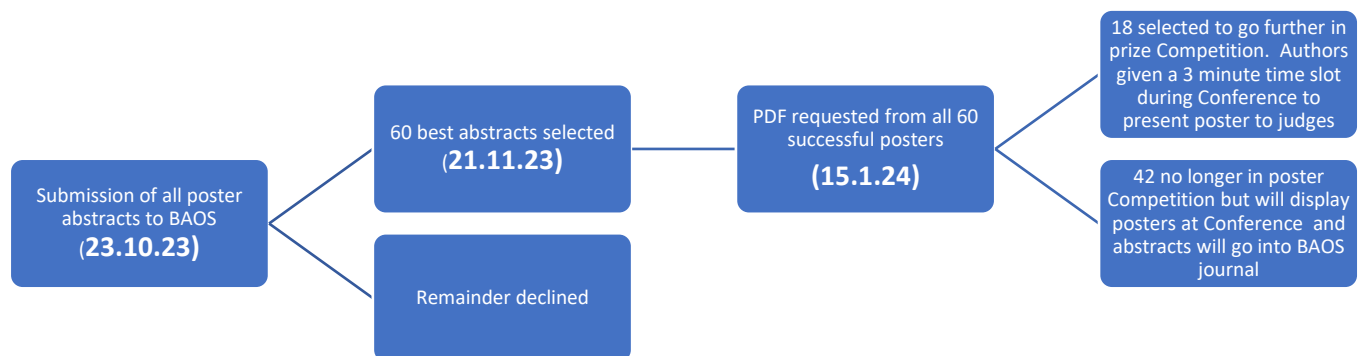 Submission of all poster
abstracts to BAOS
(23.10.23)
60 best abstracts selected
(21.11.23)
Remainder declined
PDF requested from all 60
successful posters
(15.1.24)
18 selected to go further in
prize Competition.  Authors
given a 3 minute time slot
during Conference to
present poster to judges
42 no longer in poster
Competition but will display
posters at Conference  and
abstracts will go into BAOS
journal